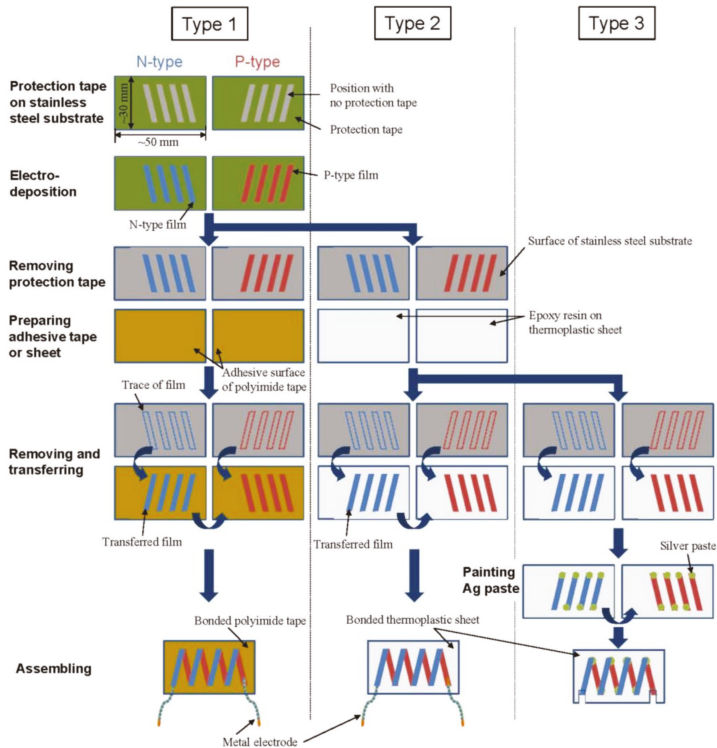 Type 1
Type 2
Type 3
N-type
P-type
Protection tape
on stainless
steel substrate
~30 mm
~50 mm
Position with
no protection tape
Protection tape
Electro-
deposition
P-type film
N-type film
Surface of stainless steel substrate
Removing
protection tape
Preparing
adhesive tape
or sheet
Epoxy resin on
thermoplastic sheet
Adhesive surface
of polyimide tape
Trace of film
Removing and
transferring
Transferred film
Transferred film
Silver paste
Painting
Ag paste
Bonded polyimide tape
Bonded thermoplastic sheet
Assembling
Metal electrode